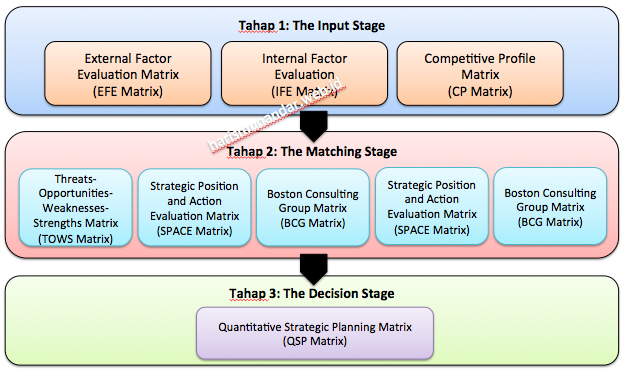 Tahap 1: The Input Stage
External Factor
Evaluation Matrix
(EFE Matrix)
Internal Factor
Evaluation
(IFE Matrix)
Competitive Profile
Matrix
(CP Matrix)
harismunandar.web.id
Tahap 2: The Matching Stage
Threats-
Opportunities-
Weaknesses-
Strengths Matrix
(TOWS Matrix)
Strategic Position
and Action
Evaluation Matrix
(SPACE Matrix)
Boston Consulting
Group Matrix
(BCG Matrix)
Strategic Position
and Action
Evaluation Matrix
(SPACE Matrix)
Boston Consulting
Group Matrix
(BCG Matrix)
Tahap 3: The Decision Stage
Quantitative Strategic Planning Matrix
(QSP Matrix)